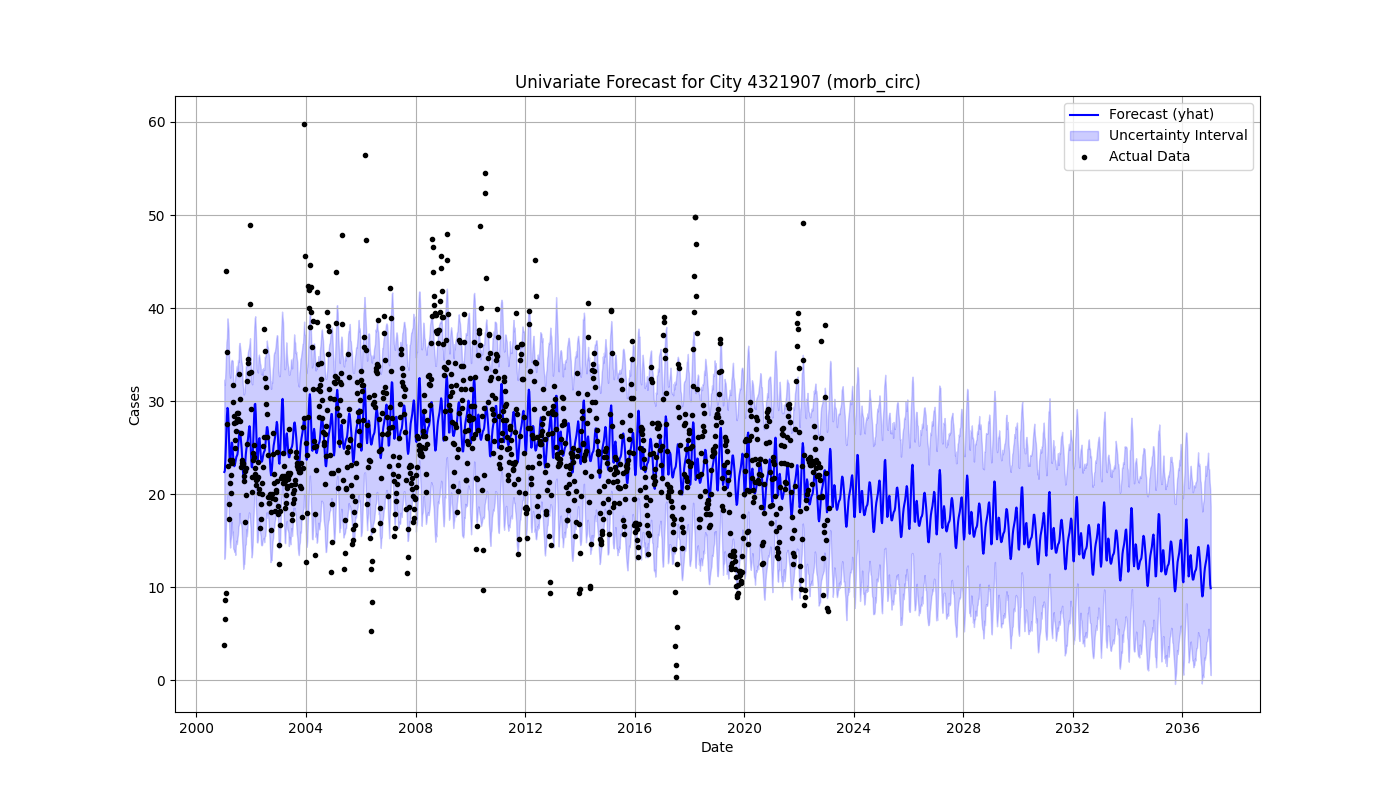 Univariate Forecast for City 4321907 (morb_circ)
Forecast (yhat)
Uncertainty Interval
Actual Data
60
50
40
30
20
10
0
Cases
2000 2004 2008 2012 2016 2020 2024 2028 2032 2036
Date